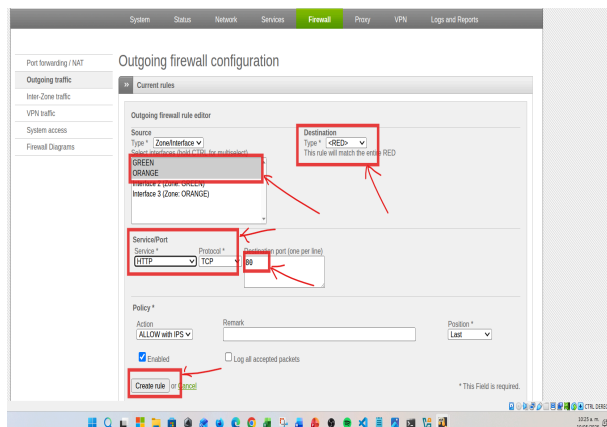 System Status Network Services Firewall Proxy VPN Logs and Reports
Port forwarding / NAT
Outgoing traffic
Inter-Zone traffic
VPN traffic
System access
Firewall Diagrams
Outgoing firewall configuration
» Current rules
Outgoing firewall rule editor
Source
Type * Zone/Interface
Select interfaces (hold CTRL for multiselect)
GREEN
ORANGE
Interface 2 (Zone: GREEN)
Interface 3 (Zone: ORANGE)
Destination
Type * <RED>
This rule will match the entire RED
Service/Port
Service * Protocol * Destination port (one per line)
HTTP TCP 80
Policy *
Action Remark Position *
ALLOW with IPS Last
Enabled Log all accepted packets
Create rule or Cancel * This Field is required.
CTRL DEREC
10:25 a. m.